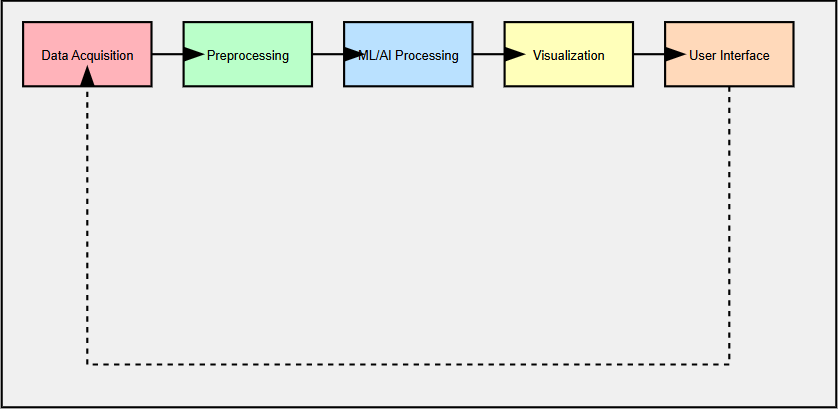 Data Acquisition
Preprocessing
ML/AI Processing
Visualization
User Interface